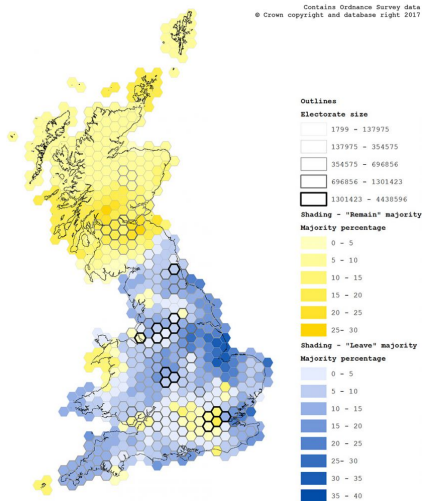 Contains Ordnance Survey data
© Crown copyright and database right 2017
Outlines
Electorate size
1799 - 137975
137975 - 354575
354575 - 696856
696856 - 1301423
1301423 - 4438596
Shading - "Remain" majority
Majority percentage
0 - 5
5 - 10
10 - 15
15 - 20
20 - 25
25- 30
Shading - "Leave" majority
Majority percentage
0 - 5
5 - 10
10 - 15
15 - 20
20 - 25
25- 30
30 - 35
35 - 40